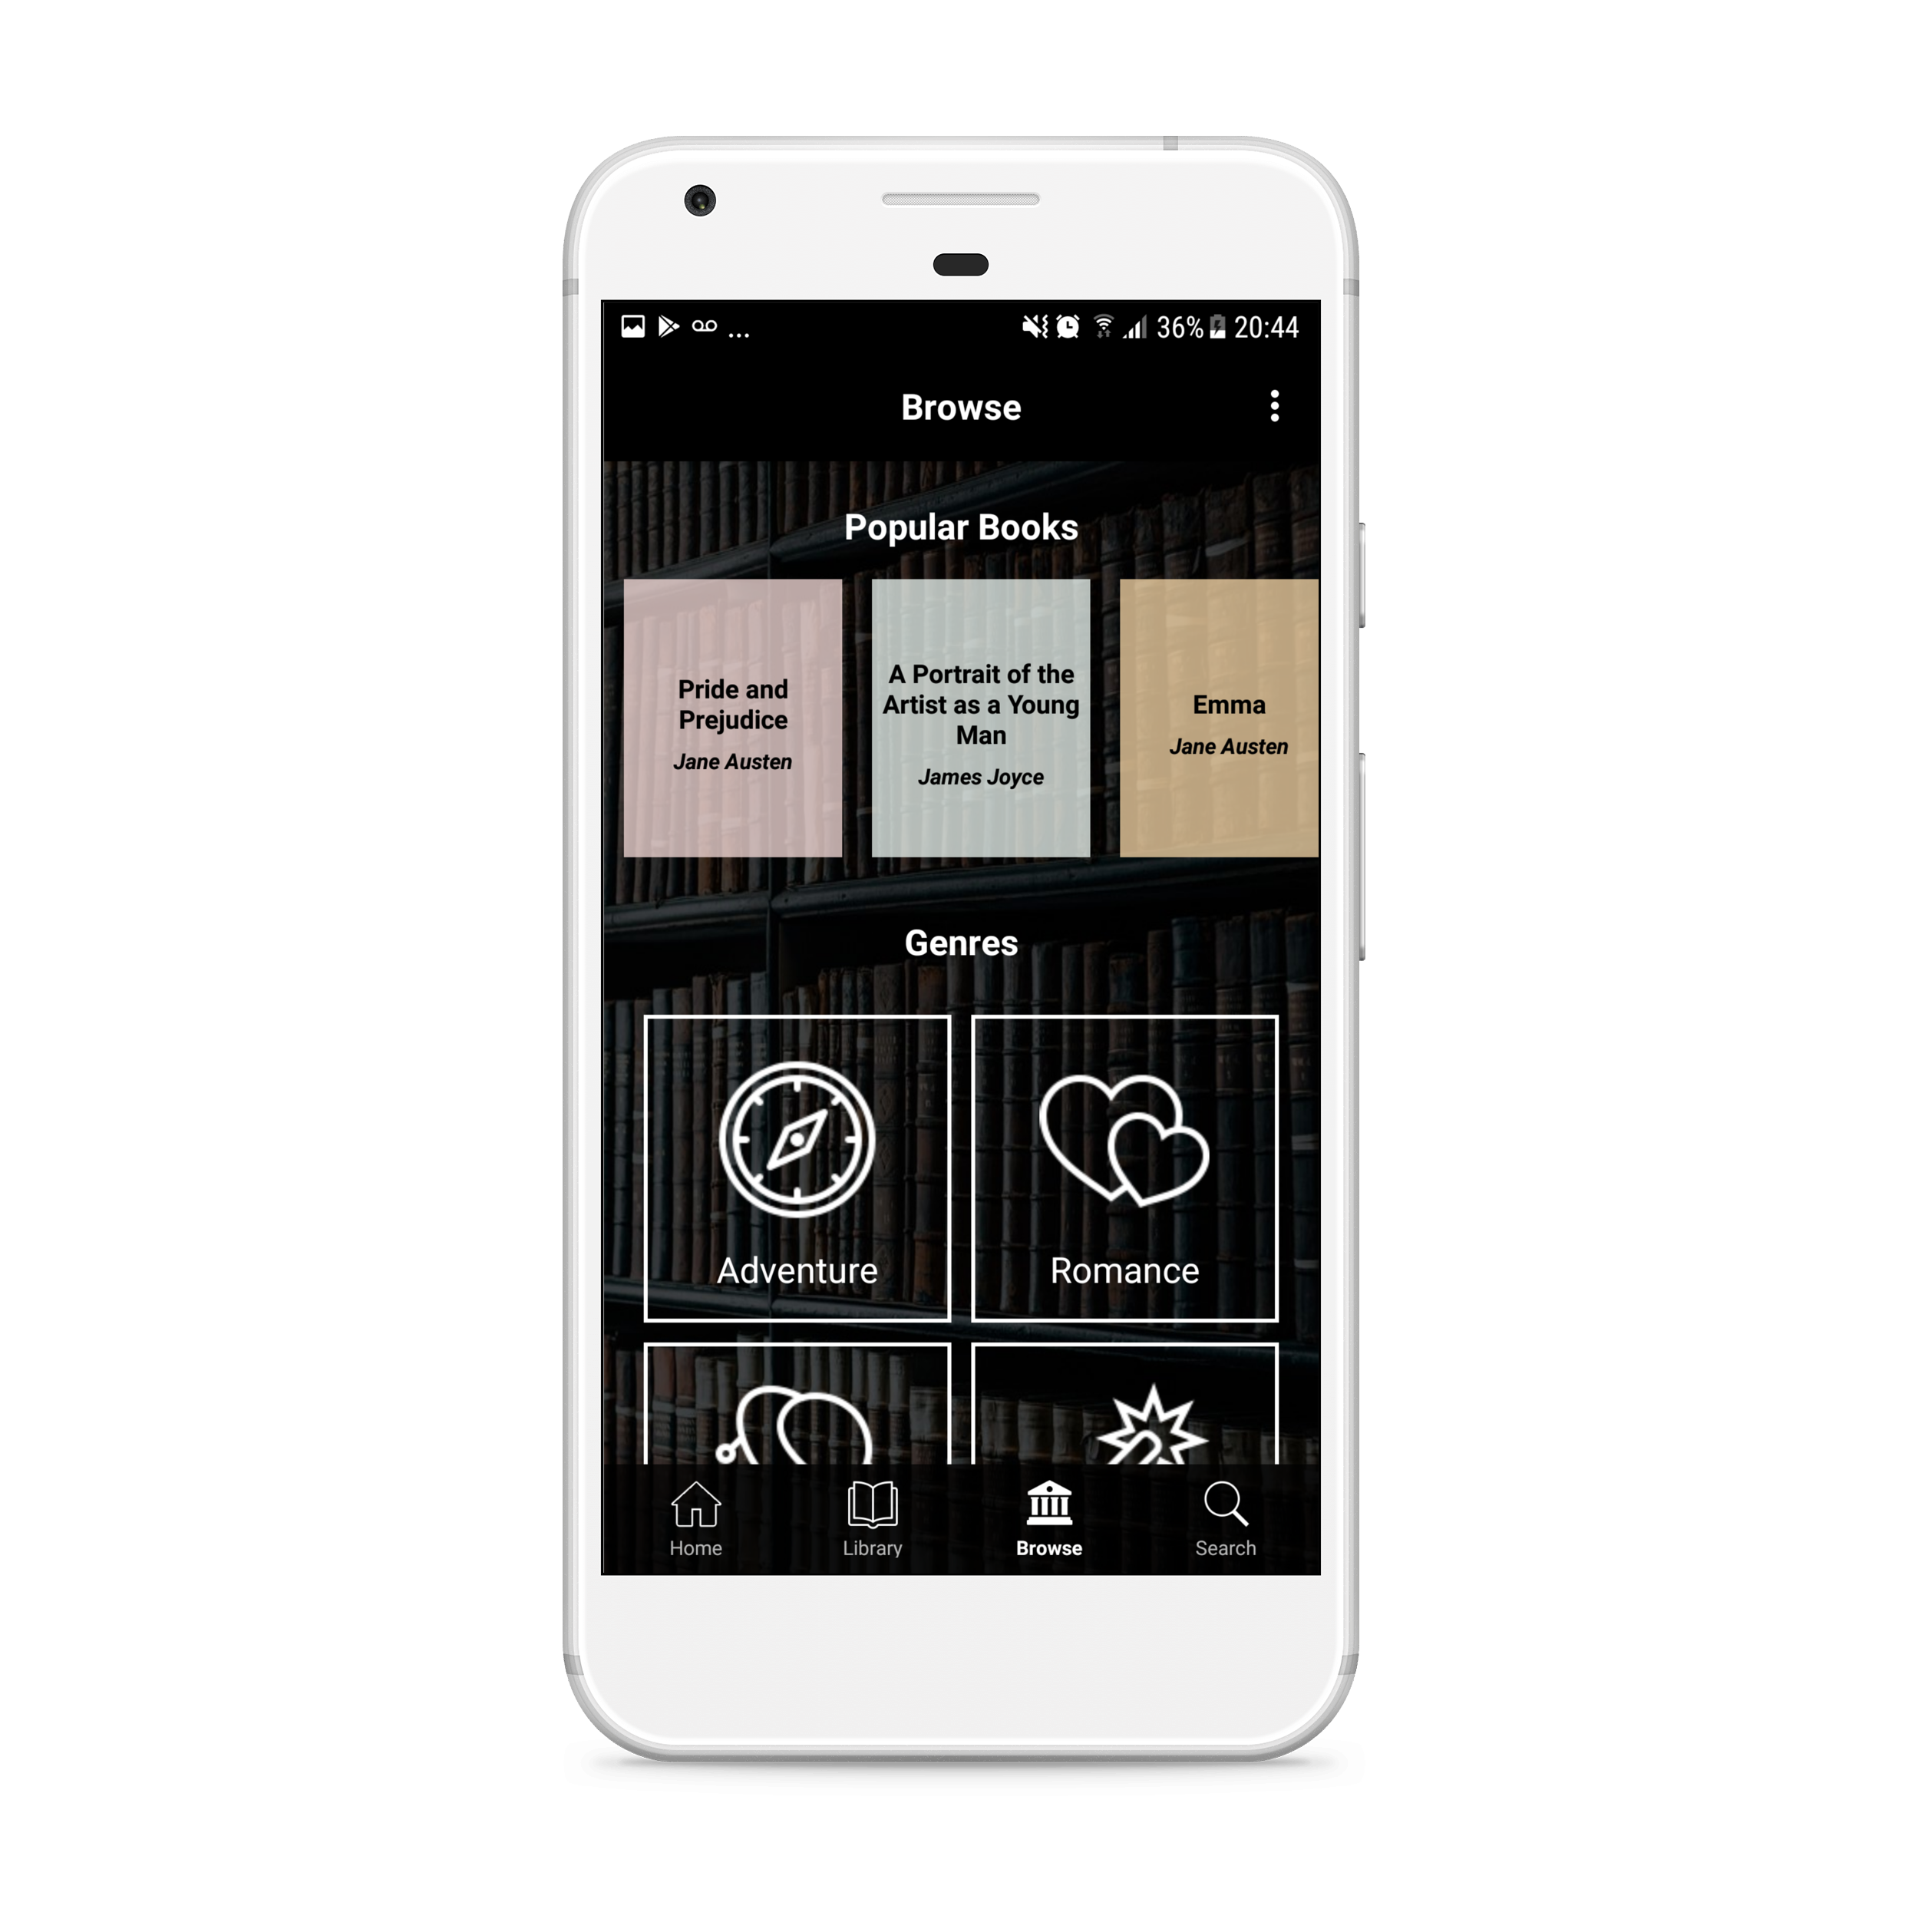 ... 36% 20:44
Browse
Popular Books
Pride and
Prejudice
Jane Austen
A Portrait of the
Artist as a Young
Man
James Joyce
Emma
Jane Austen
Genres
Adventure
Romance
Home
Library
Browse
Search